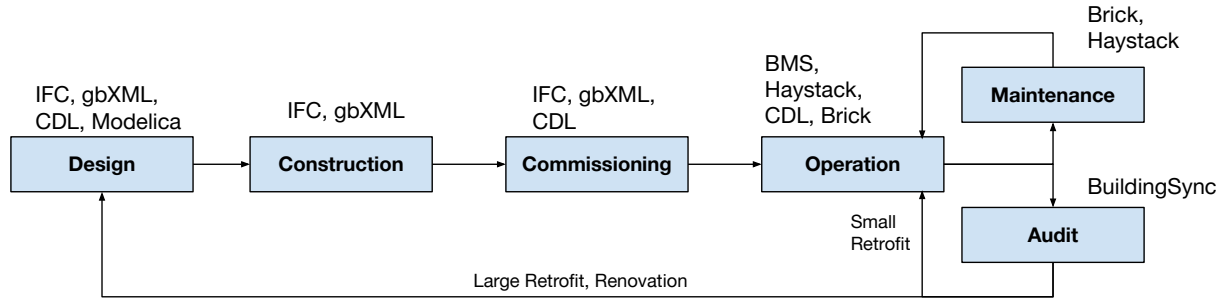 IFC, gbXML,
CDL, Modelica
Design
IFC, gbXML
Construction
IFC, gbXML,
CDL
Commissioning
BMS,
Haystack,
CDL, Brick
Operation
Brick,
Haystack
Maintenance
BuildingSync
Audit
Small
Retrofit
Large Retrofit, Renovation